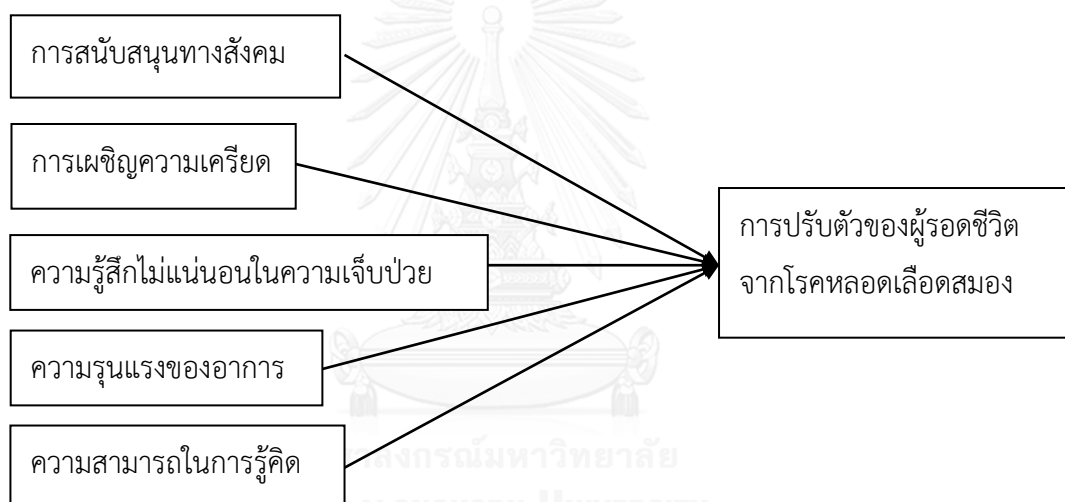 การสนับสนุนทางสังคม
การเผชิญความเครียด
ความรู้สึกไม่แน่นอนในความเจ็บป่วย
ความรุนแรงของอาการ
ความสามารถในการรู้คิด
การปรับตัวของผู้รอดชีวิต
จากโรคหลอดเลือดสมอง